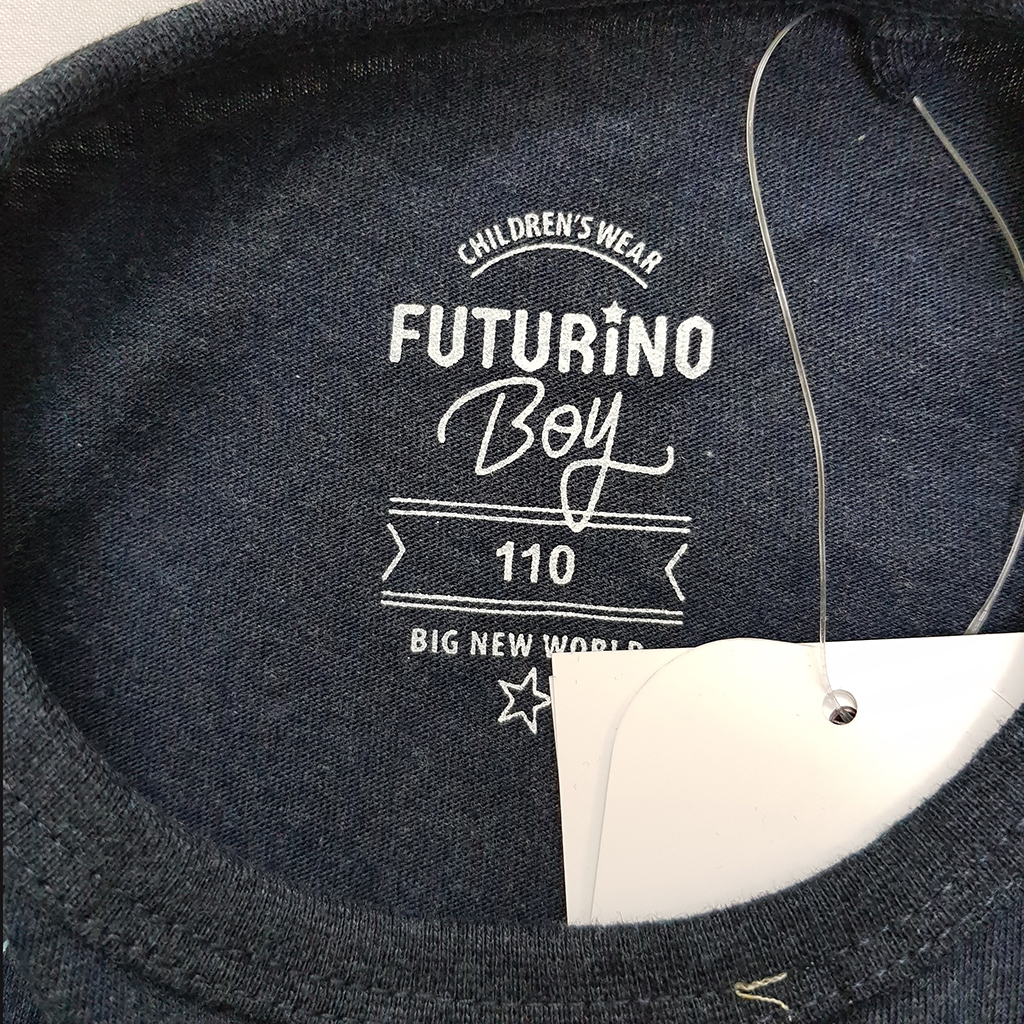 CHILDREN'S WEAR
FUTURiNO
Boy
110
BIG NEW WORLD